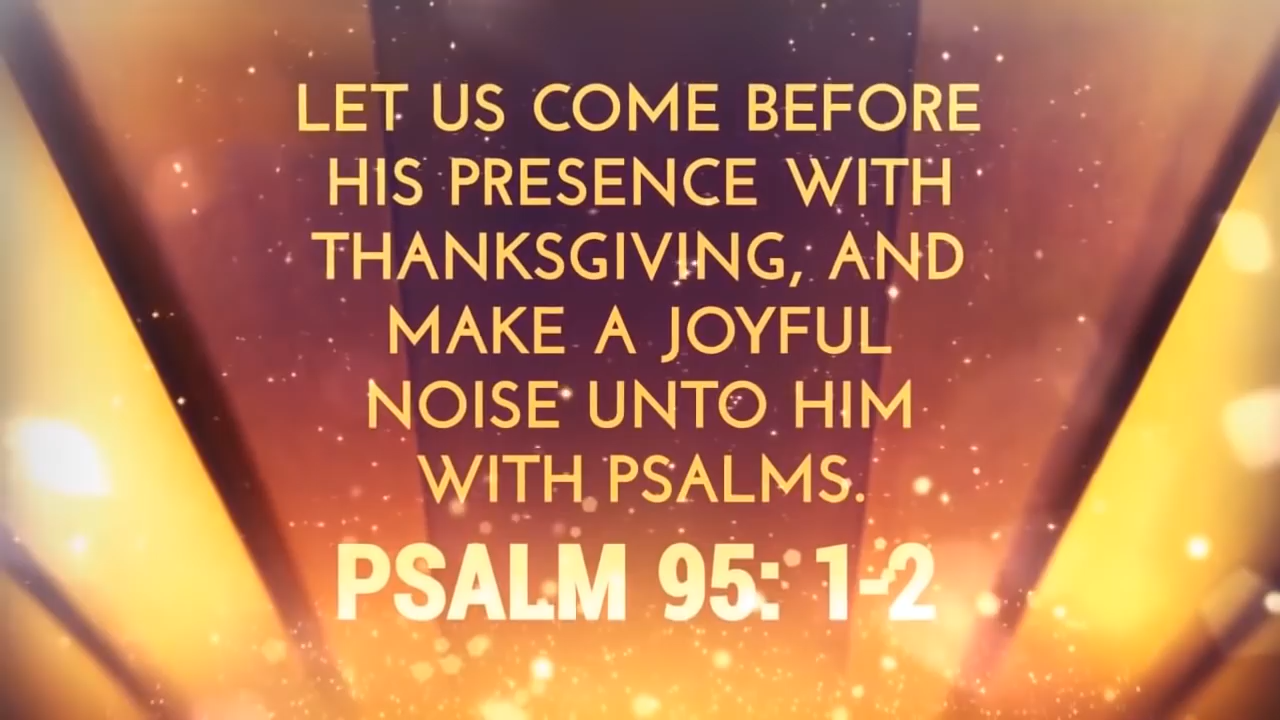 LET US COME BEFORE
HIS PRESENCE WITH
THANKSGIVING, AND
MAKE A JOYFUL
NOISE UNTO HIM
WITH PSALMS.
PSALM 95: 1-2